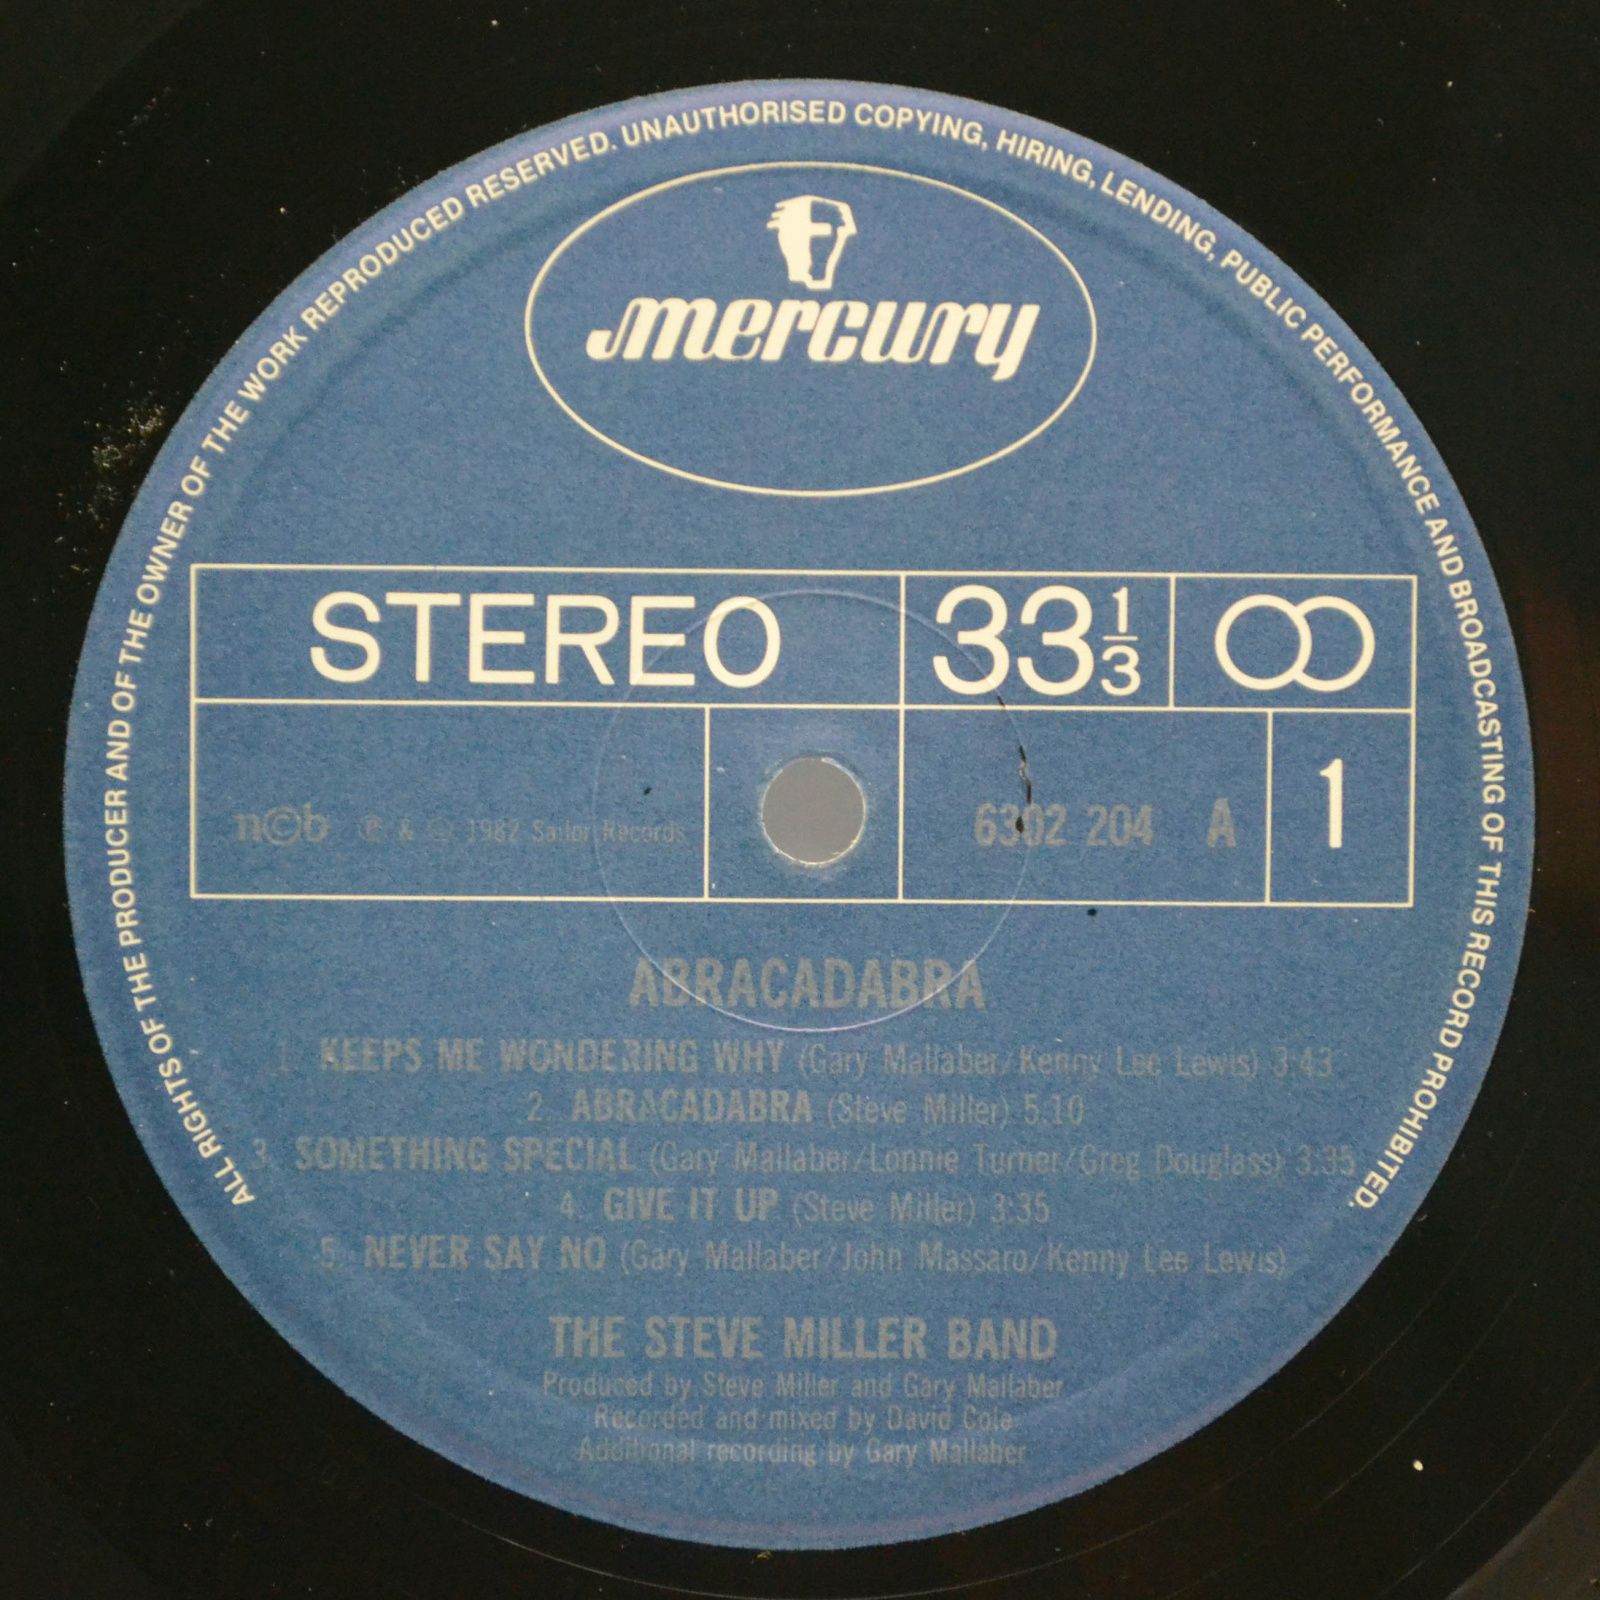 ALL RIGHTS OF THE PRODUCER AND OF THE OWNER OF THE WORK REPRODUCED RESERVED. UNAUTHORISED COPYING, HIRING, LENDING, PUBLIC PERFORMANCE AND BROADCASTING OF THIS RECORD PROHIBITED.
mercury
STEREO 33 1/3
n©b ℗ & © 1982 Sailor Records 6302 204 A 1
ABRACADABRA
1. KEEPS ME WONDERING WHY (Gary Mallaber/Kenny Lee Lewis) 3:43
2. ABRACADABRA (Steve Miller) 5.10
3. SOMETHING SPECIAL (Gary Mallaber/Lonnie Turner/Greg Douglass) 3:35
4. GIVE IT UP (Steve Miller) 3:35
5. NEVER SAY NO (Gary Mallaber/John Massaro/Kenny Lee Lewis)
THE STEVE MILLER BAND
Produced by Steve Miller and Gary Mallaber
Recorded and mixed by David Cole
Additional recording by Gary Mallaber